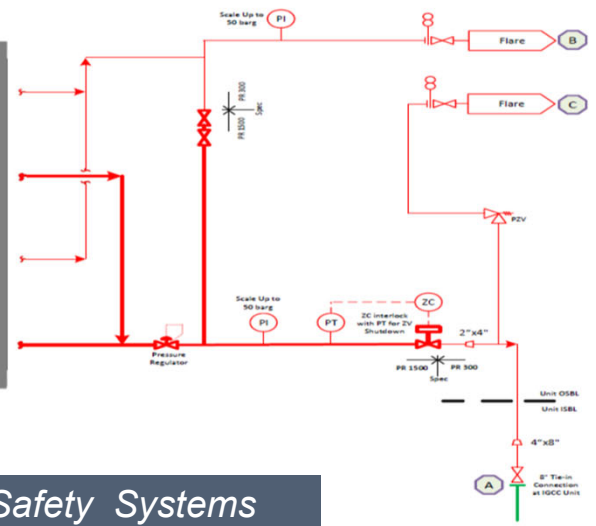 Scale Up to
50 barg
PI
Flare
B
PR 300
PR 1500
Spec
Flare
C
PZV
Scale Up to
50 barg
PI
PT
ZC
ZC interlock
with PT for ZV
Shutdown
2"x4"
Pressure
Regulator
PR 1500
PR 300
Spec
Unit OSBL
Unit ISBL
4"x8"
A
8" Tie-in
Connection
at IGCC Unit
Safety Systems